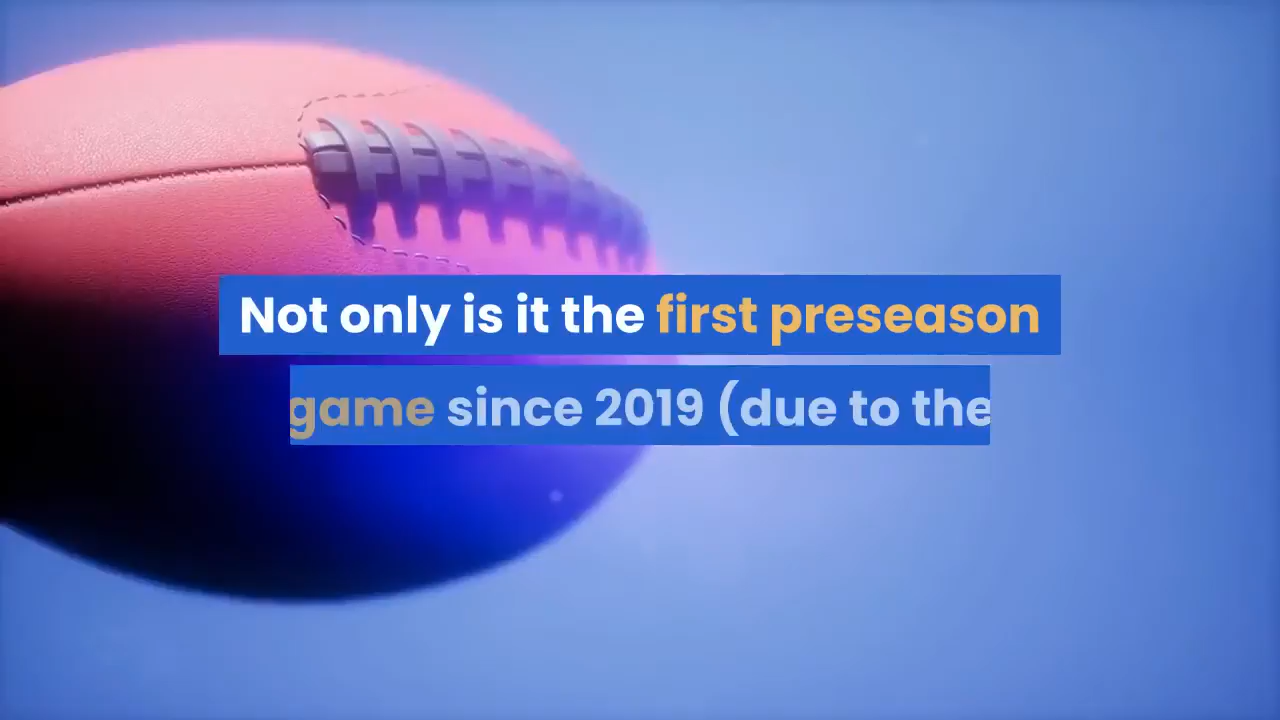 Not only is it the first preseason
game since 2019 (due to the